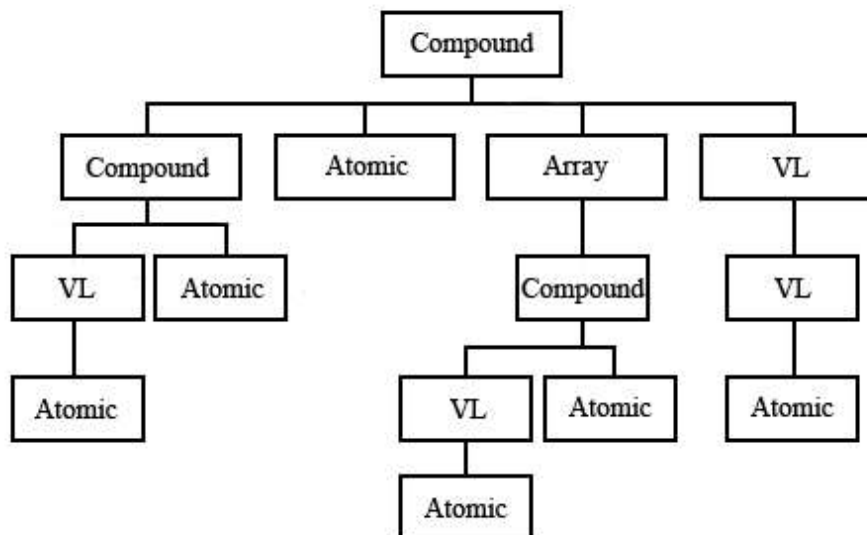 Compound
Compound
Atomic
Array
VL
VL
Atomic
Compound
VL
Atomic
VL
Atomic
Atomic
Atomic